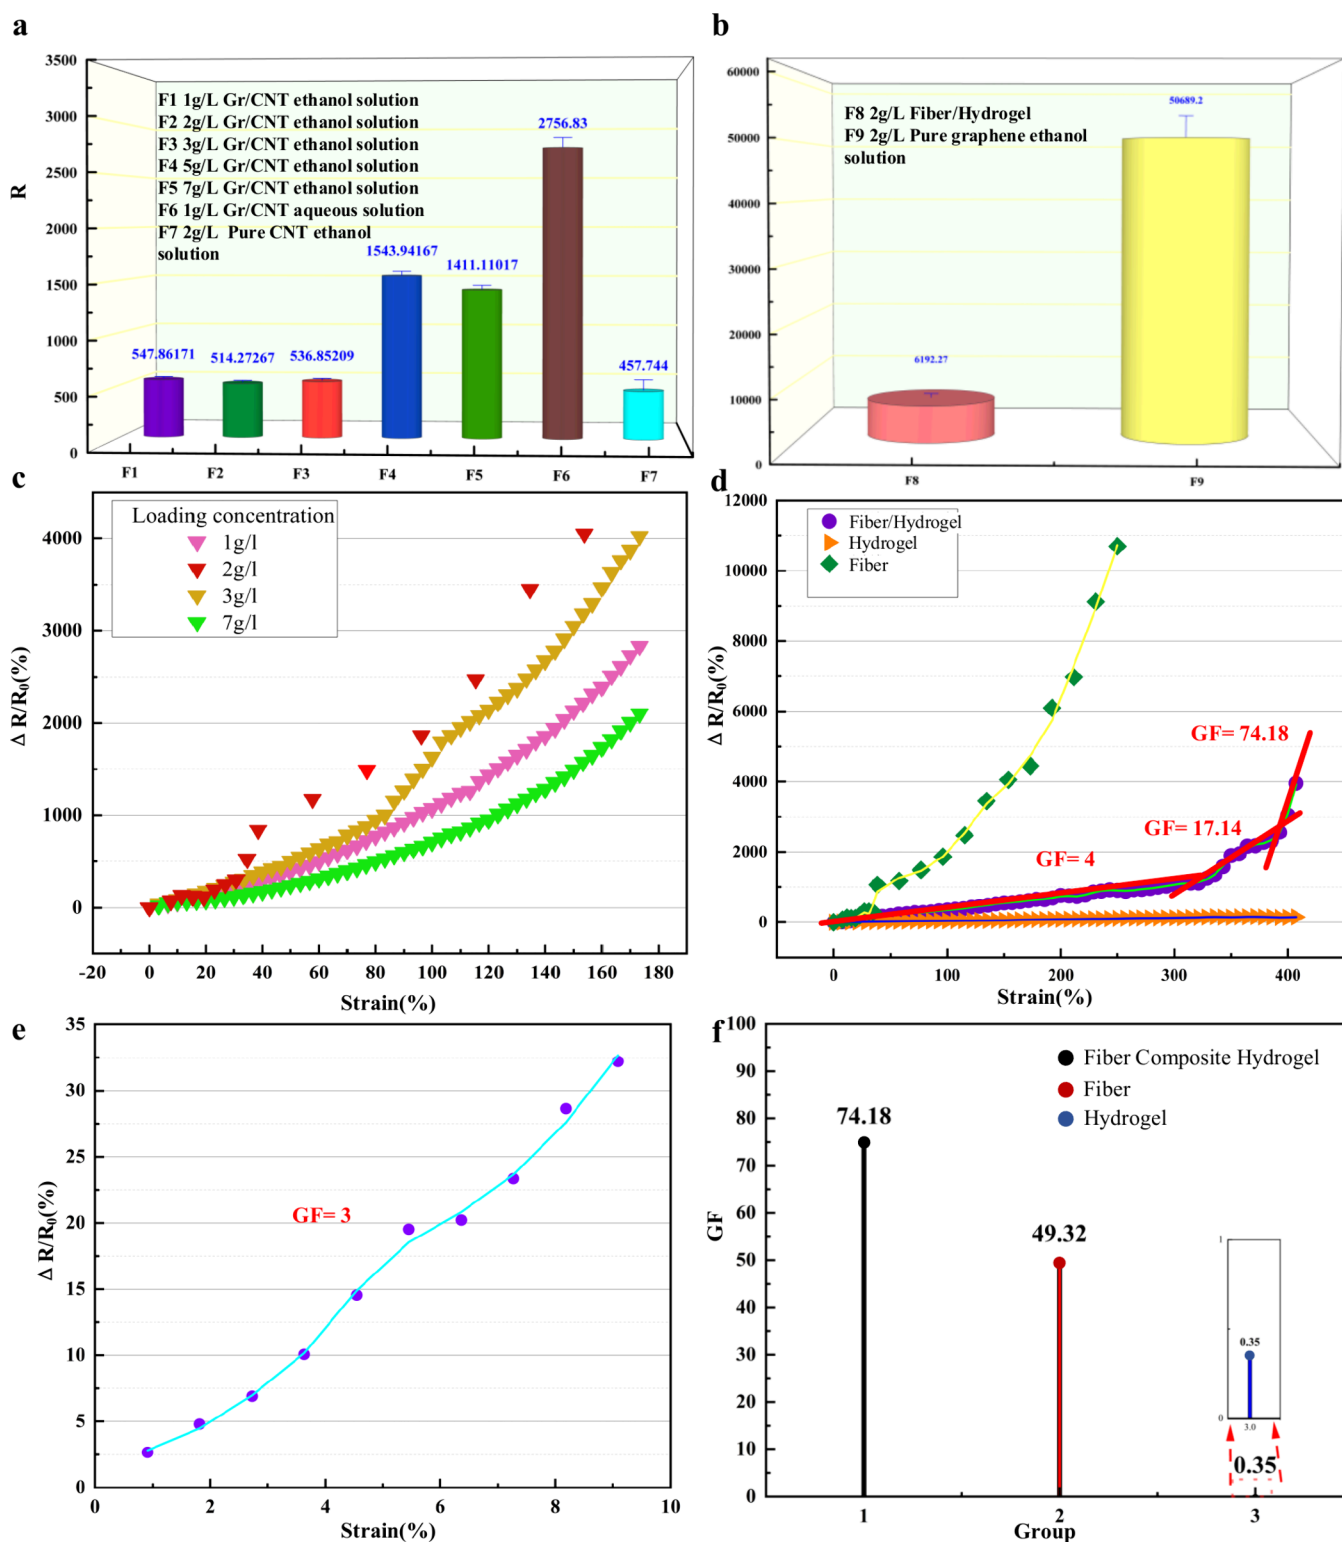 a
3500
3000
2500
2000
1500
1000
500
0
R
F1 1g/L Gr/CNT ethanol solution
F2 2g/L Gr/CNT ethanol solution
F3 3g/L Gr/CNT ethanol solution
F4 5g/L Gr/CNT ethanol solution
F5 7g/L Gr/CNT ethanol solution
F6 1g/L Gr/CNT aqueous solution
F7 2g/L Pure CNT ethanol
solution
547.86171
514.27267
536.85209
1543.94167
1411.11017
2756.83
457.744
F1 F2 F3 F4 F5 F6 F7
b
60000
50000
40000
30000
20000
10000
0
F8 2g/L Fiber/Hydrogel
F9 2g/L Pure graphene ethanol
solution
6192.27
50689.2
F8 F9
c
4000
3000
2000
1000
0
Δ R/R₀(%)
Loading concentration
1g/l
2g/l
3g/l
7g/l
-20 0 20 40 60 80 100 120 140 160 180
Strain(%)
d
12000
10000
8000
6000
4000
2000
0
Δ R/R₀(%)
Fiber/Hydrogel
Hydrogel
Fiber
GF= 74.18
GF= 17.14
GF= 4
0 100 200 300 400
Strain(%)
e
35
30
25
20
15
10
5
0
Δ R/R₀(%)
GF= 3
0 2 4 6 8 10
Strain(%)
f
100
90
80
70
60
50
40
30
20
10
0
GF
Fiber Composite Hydrogel
Fiber
Hydrogel
74.18
49.32
1
0.35
0
3.0
0.35
1 2 3
Group